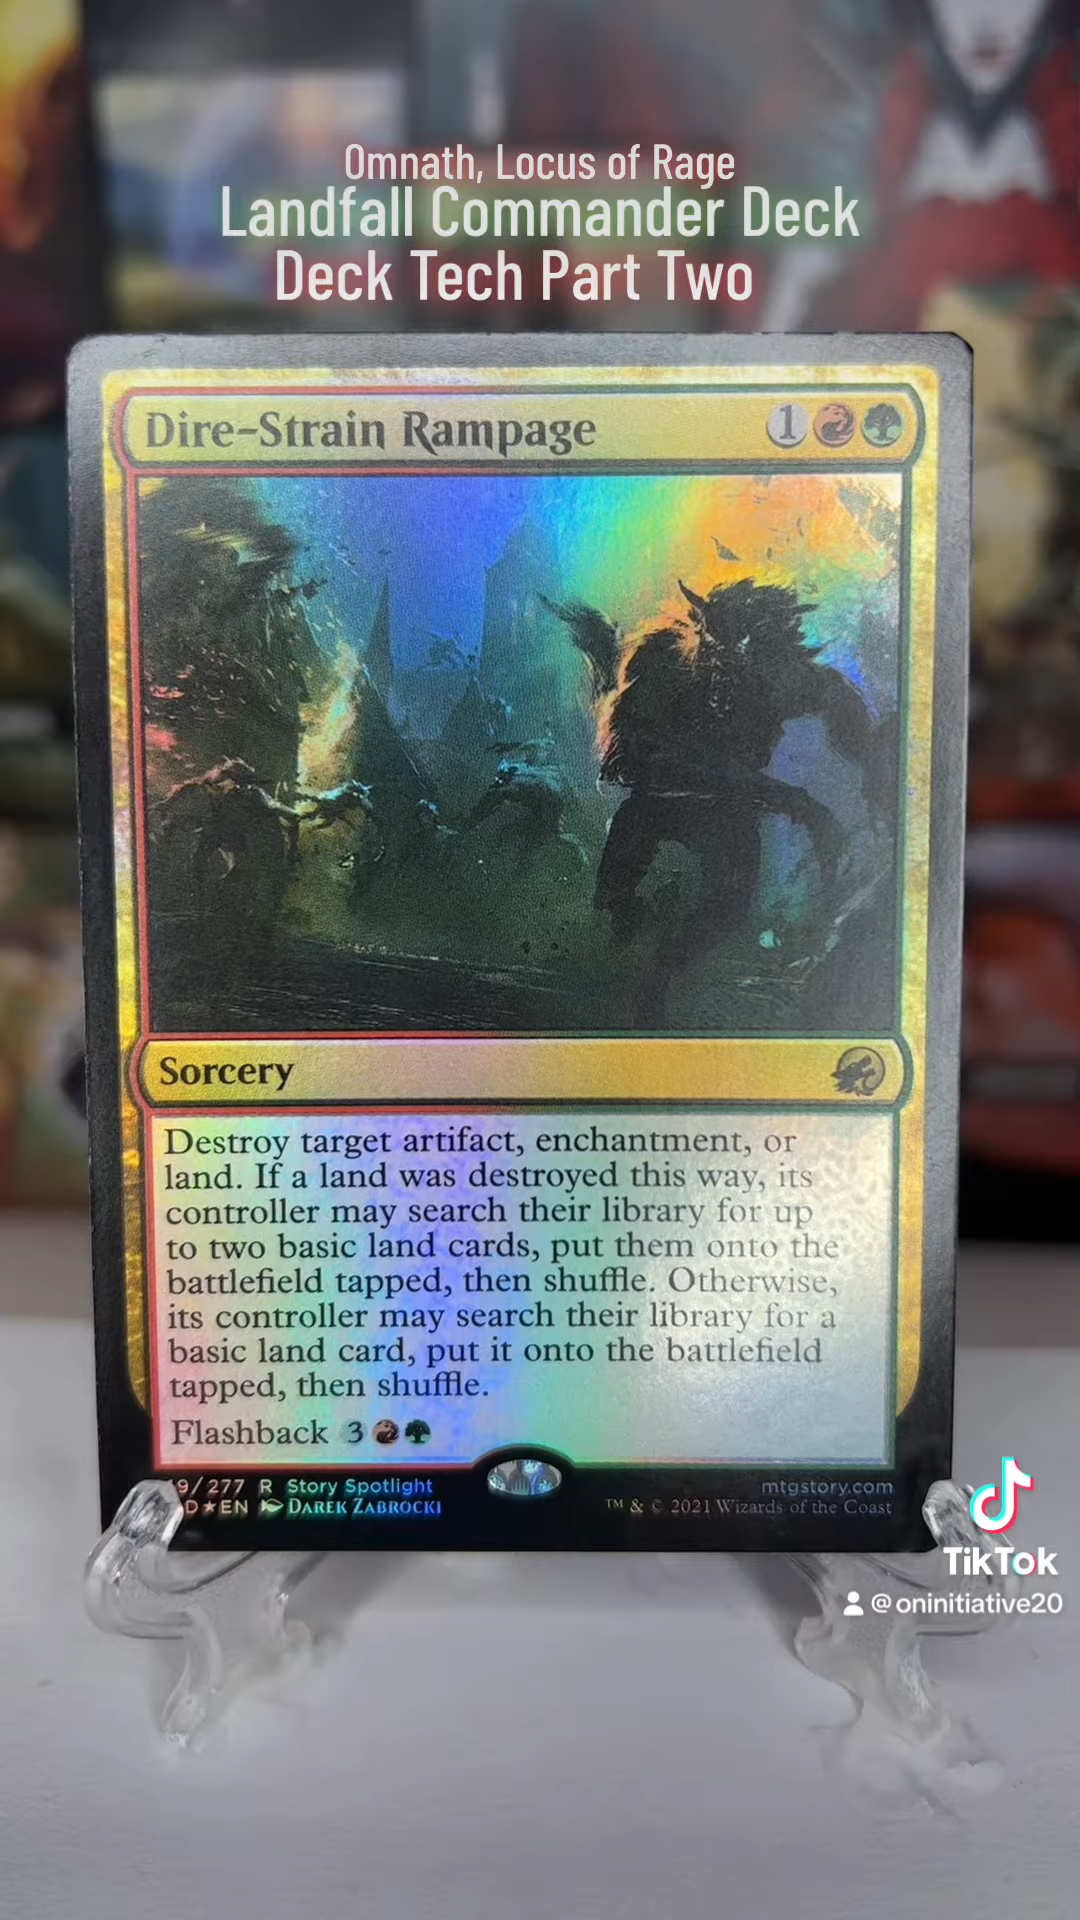 Omnath, Locus of Rage
Landfall Commander Deck
Deck Tech Part Two
Dire-Strain Rampage 1
Sorcery
Destroy target artifact, enchantment, or
land. If a land was destroyed this way, its
controller may search their library for up
to two basic land cards, put them onto the
battlefield tapped, then shuffle. Otherwise,
its controller may search their library for a
basic land card, put it onto the battlefield
tapped, then shuffle.
Flashback 3
9/277 R Story Spotlight
D★EN DAREK ZABROCKI
mtgstory.com
™ & © 2021 Wizards of the Coast
TikTok
@oninitiative20